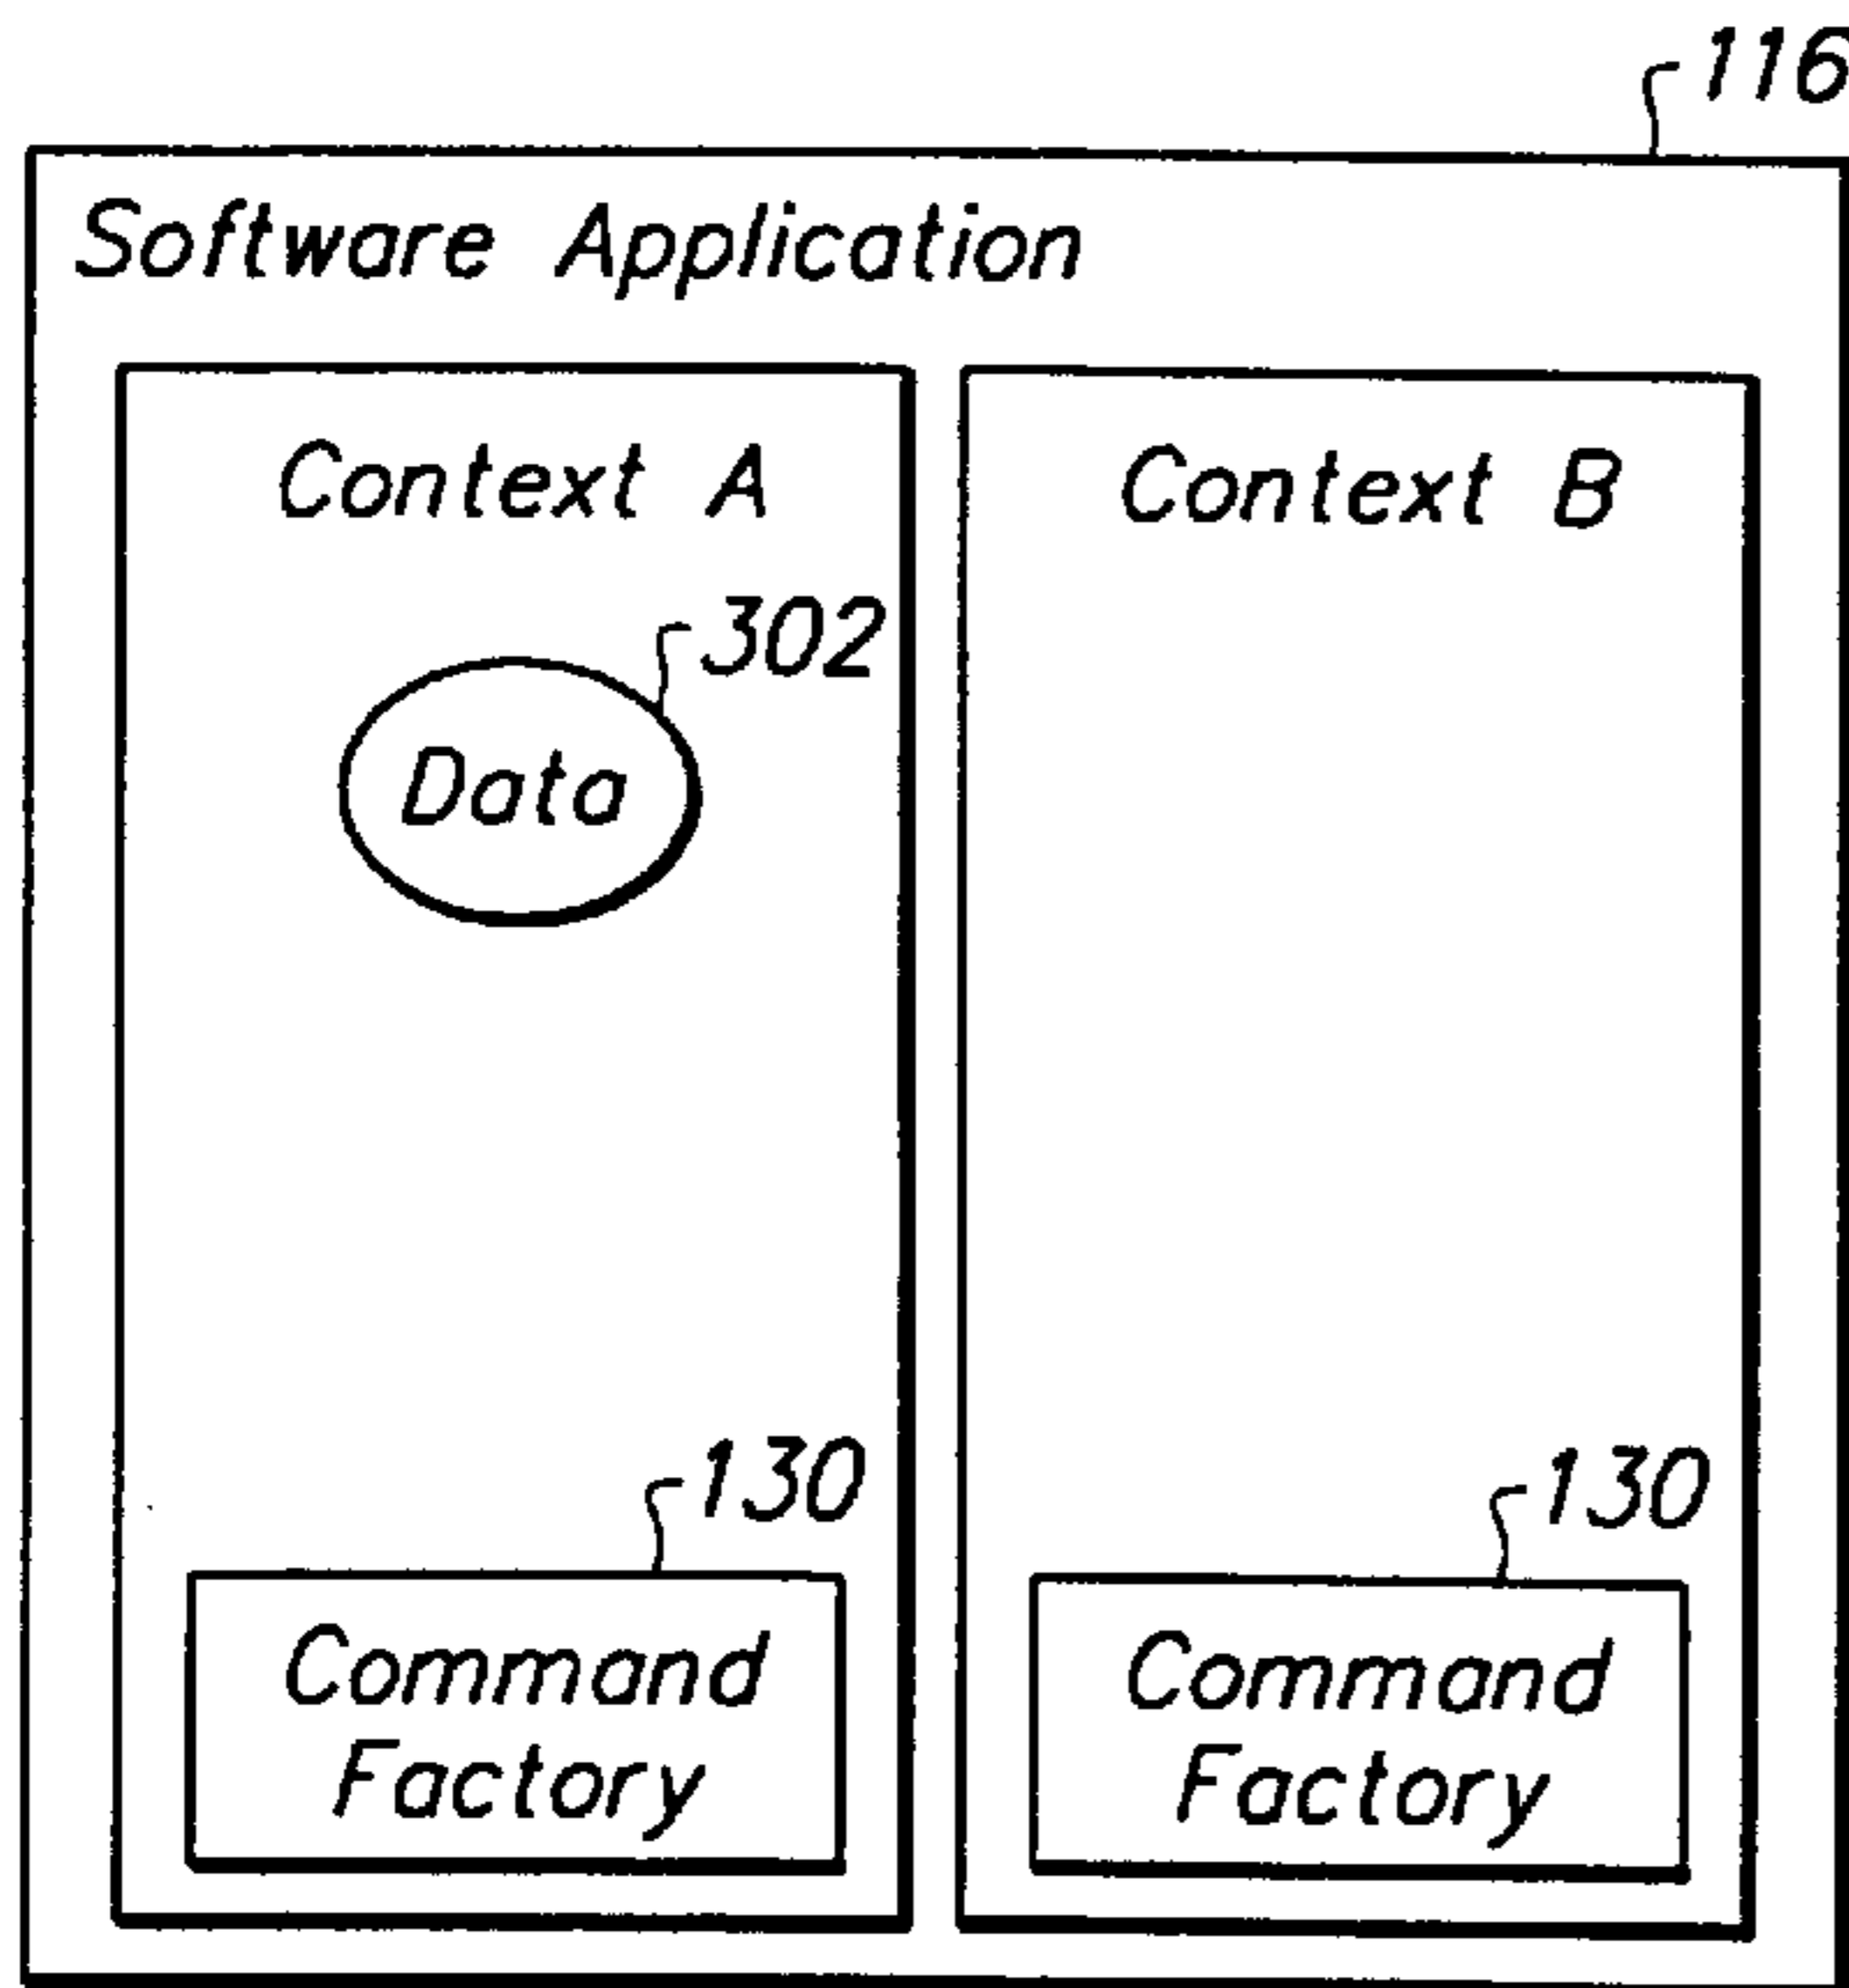 116
Software Application
Context A
Context B
302
Data
130
130
Command
Factory
Command
Factory